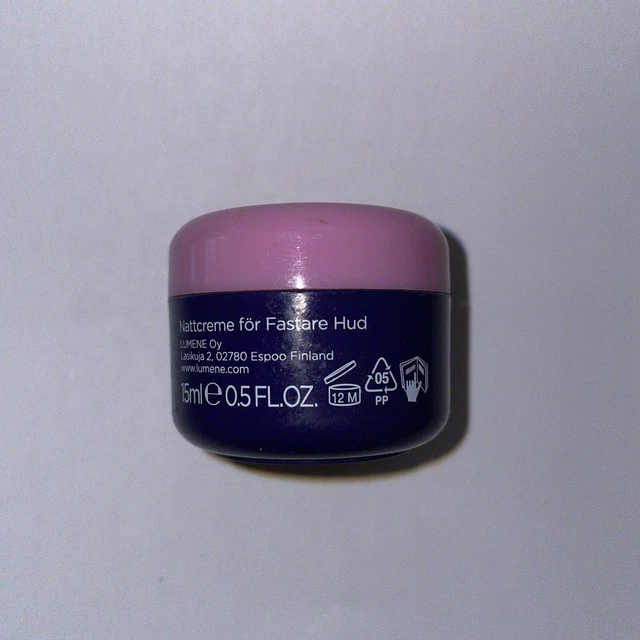 Nattcreme för Fastare Hud
LUMENE Oy
Lasikuja 2, 02780 Espoo Finland
www.lumene.com
15ml ℮ 0.5 FL.OZ.
12 M
05
PP